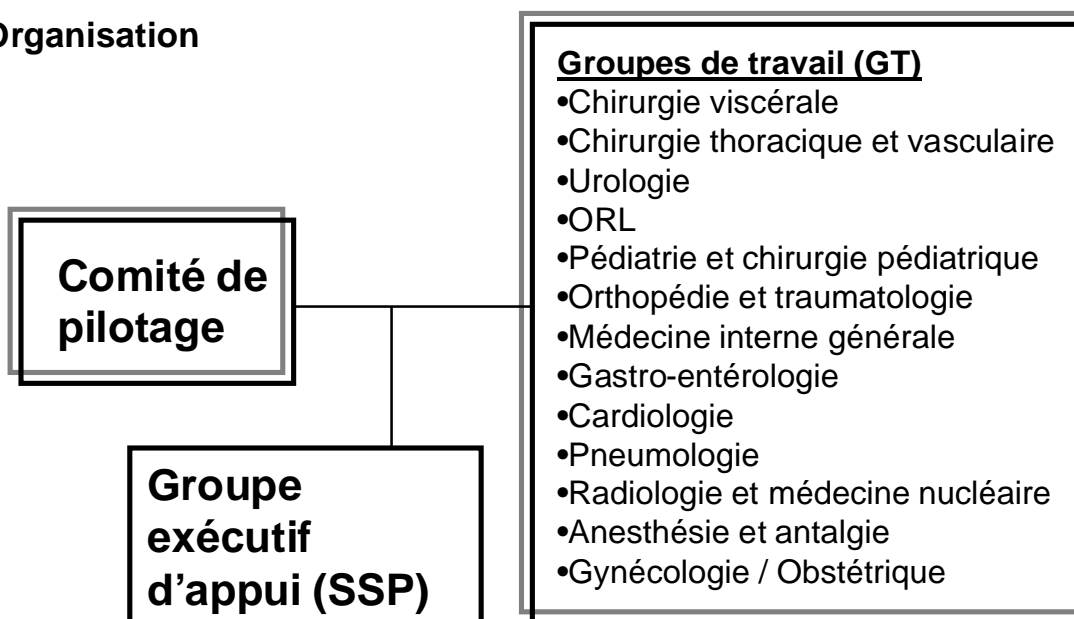 Organisation
Groupes de travail (GT)
•Chirurgie viscérale
•Chirurgie thoracique et vasculaire
•Urologie
•ORL
•Pédiatrie et chirurgie pédiatrique
•Orthopédie et traumatologie
•Médecine interne générale
•Gastro-entérologie
•Cardiologie
•Pneumologie
•Radiologie et médecine nucléaire
•Anesthésie et antalgie
•Gynécologie / Obstétrique
Comité de
pilotage
Groupe
exécutif
d’appui (SSP)